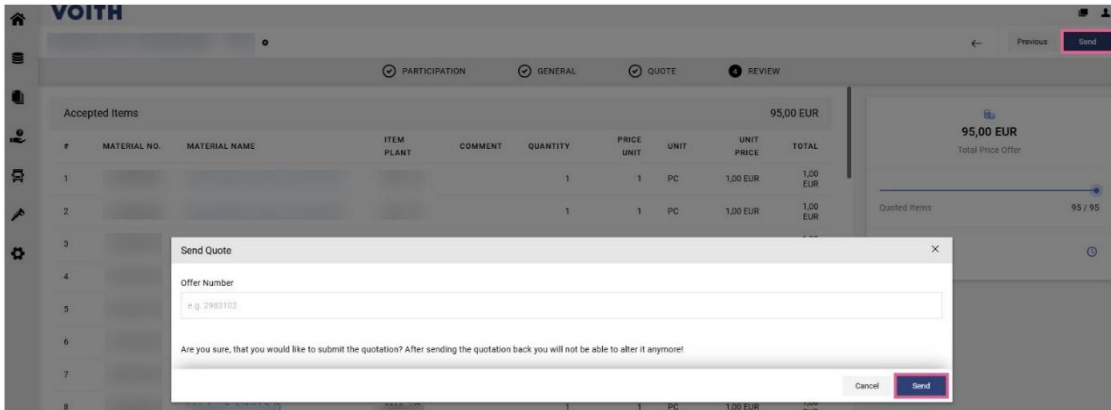 VOITH
Previous
Send
PARTICIPATION
GENERAL
QUOTE
4 REVIEW
Accepted Items 95,00 EUR
# MATERIAL NO. MATERIAL NAME ITEM PLANT COMMENT QUANTITY PRICE UNIT UNIT UNIT PRICE TOTAL
1 1 1 PC 1,00 EUR 1,00 EUR
2 1 1 PC 1,00 EUR 1,00 EUR
3
4
5
6
7
8 1 1 PC 1,00 EUR
95,00 EUR
Total Price Offer
Quoted Items 95 / 95
Send Quote
Offer Number
e.g. 2983102
Are you sure, that you would like to submit the quotation? After sending the quotation back you will not be able to alter it anymore!
Cancel
Send